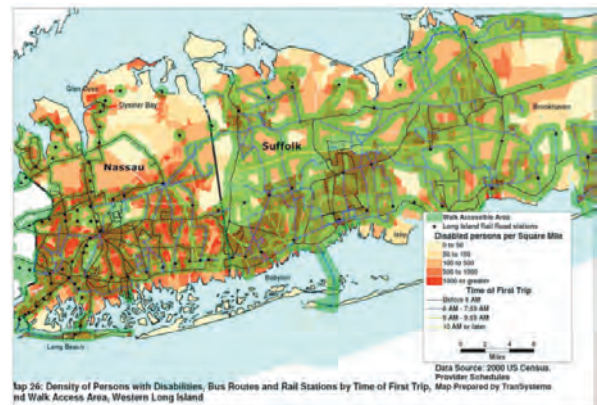 Glen Cove
Oyster Bay
Nassau
Suffolk
Brookhaven
Islip
Babylon
Long Beach
Walk Accessible Area
Long Island Rail Road stations
Disabled persons per Square Mile
0 to 50
50 to 100
100 to 500
500 to 1000
1000 or greater
Time of First Trip
Before 6 AM
6 AM - 7:59 AM
8 AM - 9:59 AM
10 AM or later
0 2 4 6
Miles
Data Source: 2000 US Census.
Provider Schedules
Map Prepared by TranSystems
Map 26: Density of Persons with Disabilities, Bus Routes and Rail Stations by Time of First Trip,
nd Walk Access Area, Western Long Island